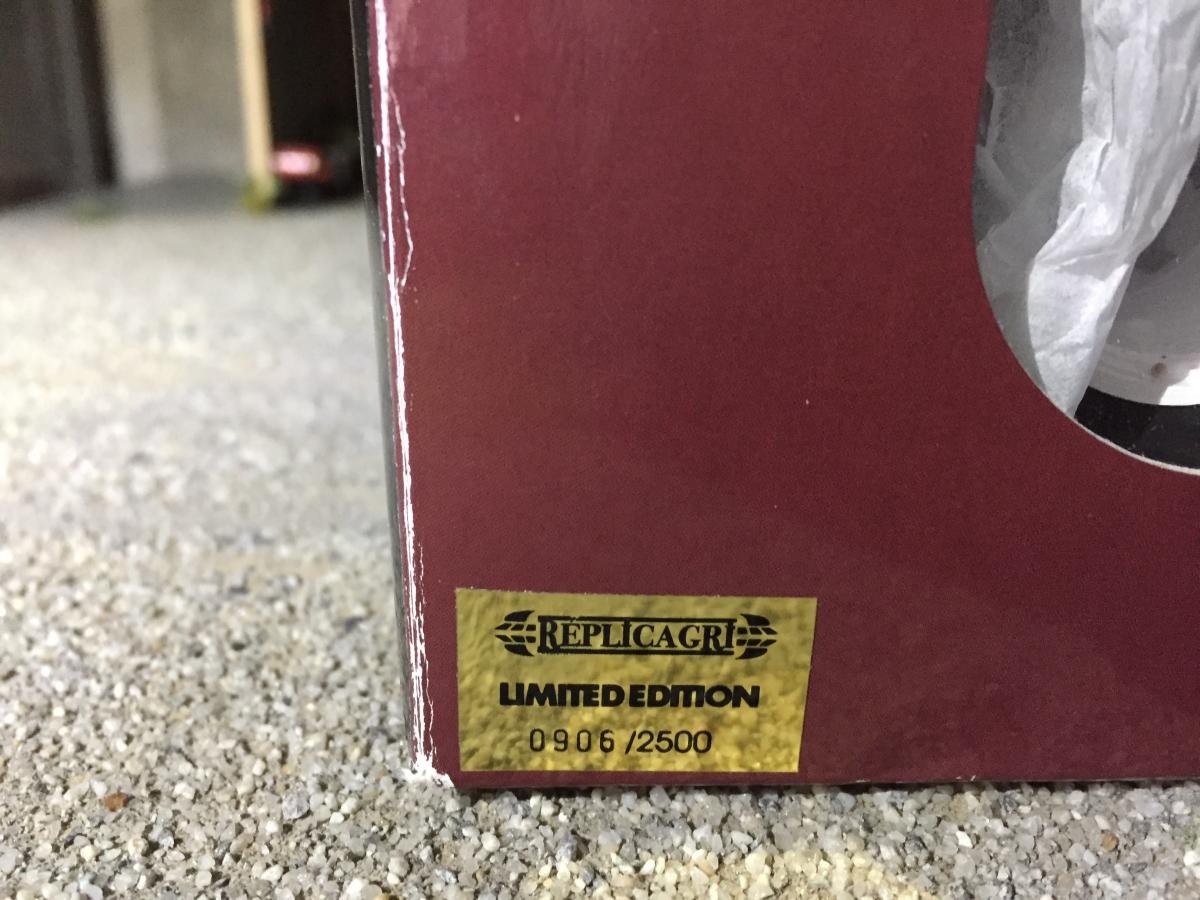 REPLICAGRI
LIMITED EDITION
0906 /2500